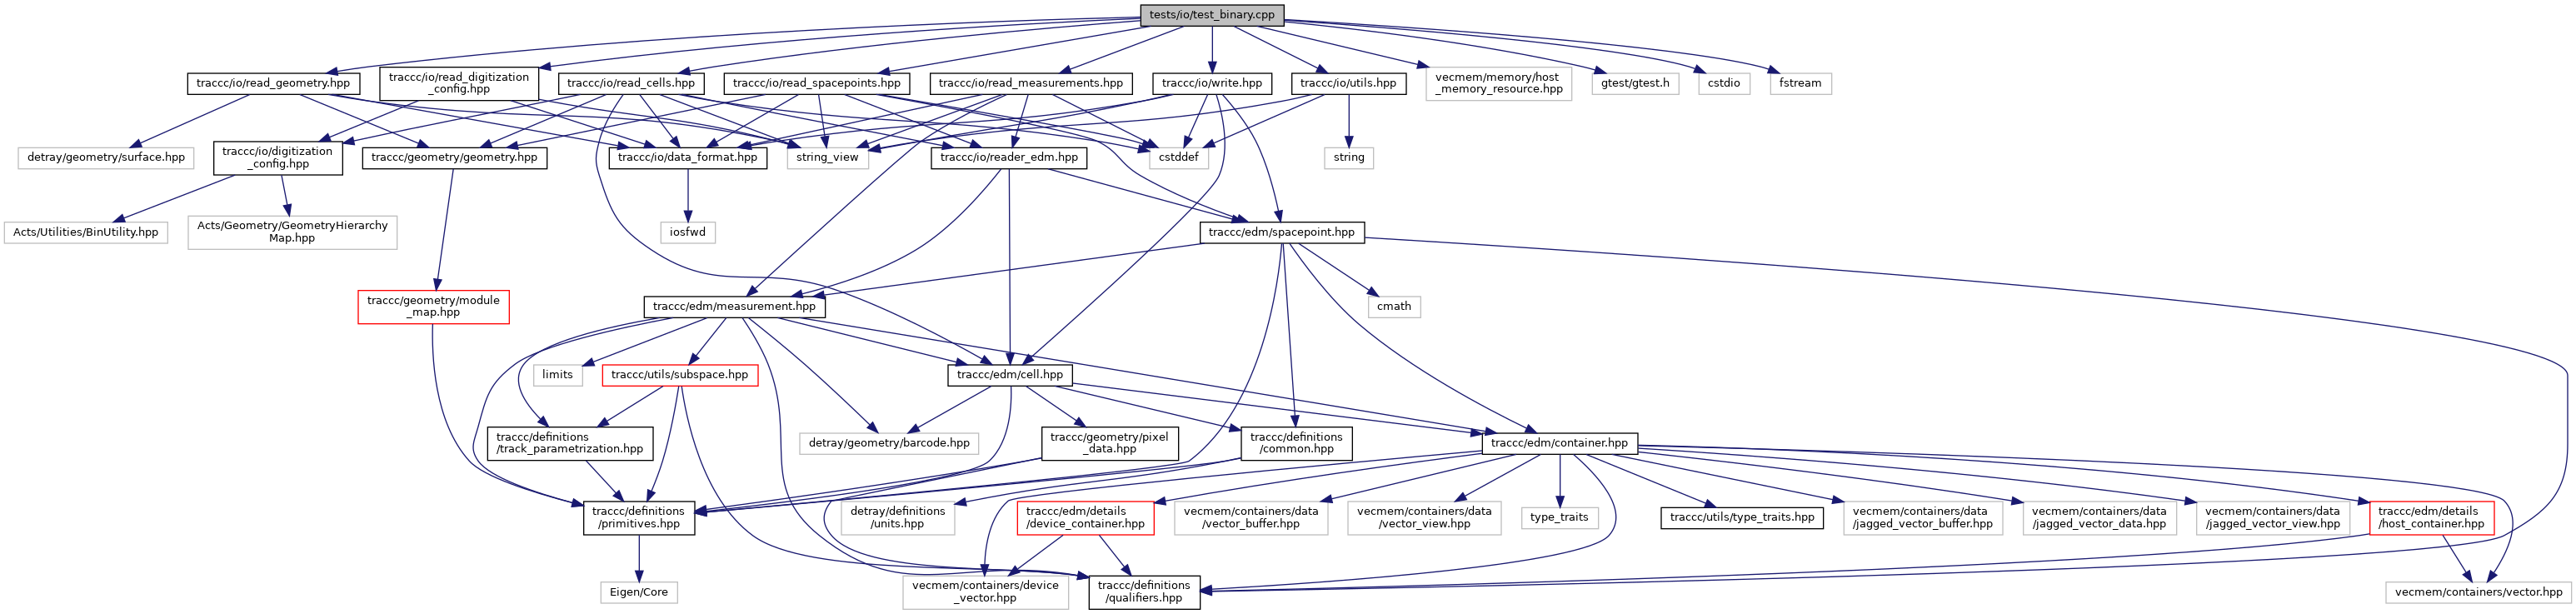 tests/io/test_binary.cpp
traccc/io/read_geometry.hpp
traccc/io/read_digitization
_config.hpp
traccc/io/read_cells.hpp
traccc/io/read_spacepoints.hpp
traccc/io/read_measurements.hpp
traccc/io/write.hpp
traccc/io/utils.hpp
vecmem/memory/host
_memory_resource.hpp
gtest/gtest.h
cstdio
fstream
detray/geometry/surface.hpp
traccc/io/digitization
_config.hpp
traccc/geometry/geometry.hpp
traccc/io/data_format.hpp
string_view
traccc/io/reader_edm.hpp
cstddef
string
Acts/Utilities/BinUtility.hpp
Acts/Geometry/GeometryHierarchy
Map.hpp
iosfwd
traccc/edm/spacepoint.hpp
traccc/geometry/module
_map.hpp
traccc/edm/measurement.hpp
cmath
limits
traccc/utils/subspace.hpp
traccc/edm/cell.hpp
traccc/definitions
/track_parametrization.hpp
detray/geometry/barcode.hpp
traccc/geometry/pixel
_data.hpp
traccc/definitions
/common.hpp
traccc/edm/container.hpp
traccc/definitions
/primitives.hpp
detray/definitions
/units.hpp
traccc/edm/details
/device_container.hpp
vecmem/containers/data
/vector_buffer.hpp
vecmem/containers/data
/vector_view.hpp
type_traits
traccc/utils/type_traits.hpp
vecmem/containers/data
/jagged_vector_buffer.hpp
vecmem/containers/data
/jagged_vector_data.hpp
vecmem/containers/data
/jagged_vector_view.hpp
traccc/edm/details
/host_container.hpp
Eigen/Core
vecmem/containers/device
_vector.hpp
traccc/definitions
/qualifiers.hpp
vecmem/containers/vector.hpp